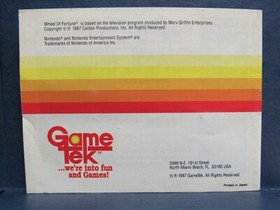 Wheel Of Fortune® is based on the television program produced by Merv Griffin Enterprises.
Copyright © ℗ 1987 Califon Productions, Inc. All Rights Reserved.
Nintendo® and Nintendo Entertainment System® are
Trademarks of Nintendo of America Inc.
Game
Tek
...we're into fun
and Games!
2999 N.E. 191st Street
North Miami Beach, FL 33180 USA
© ℗ 1987 GameTek. All Rights Reserved.
Printed in Japan